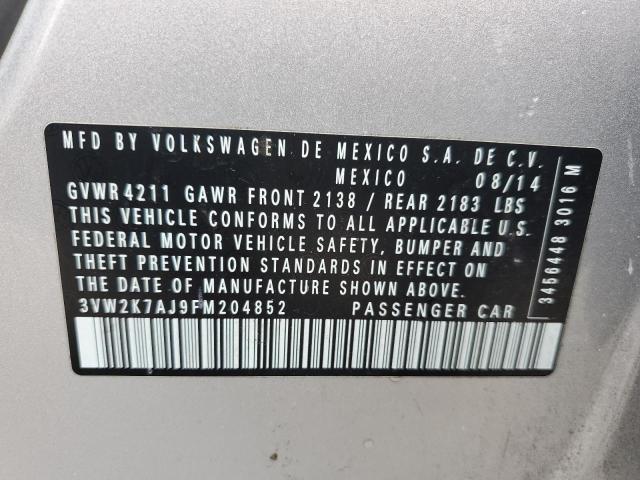 MFD BY VOLKSWAGEN DE MEXICO S.A. DE C.V.
MEXICO 08/14
GVWR 4211 GAWR FRONT 2138 / REAR 2183 LBS
THIS VEHICLE CONFORMS TO ALL APPLICABLE U.S.
FEDERAL MOTOR VEHICLE SAFETY, BUMPER AND
THEFT PREVENTION STANDARDS IN EFFECT ON
THE DATE OF MANUFACTURE SHOWN ABOVE.
3VW2K7AJ9FM204852 PASSENGER CAR
3456448 3016 M